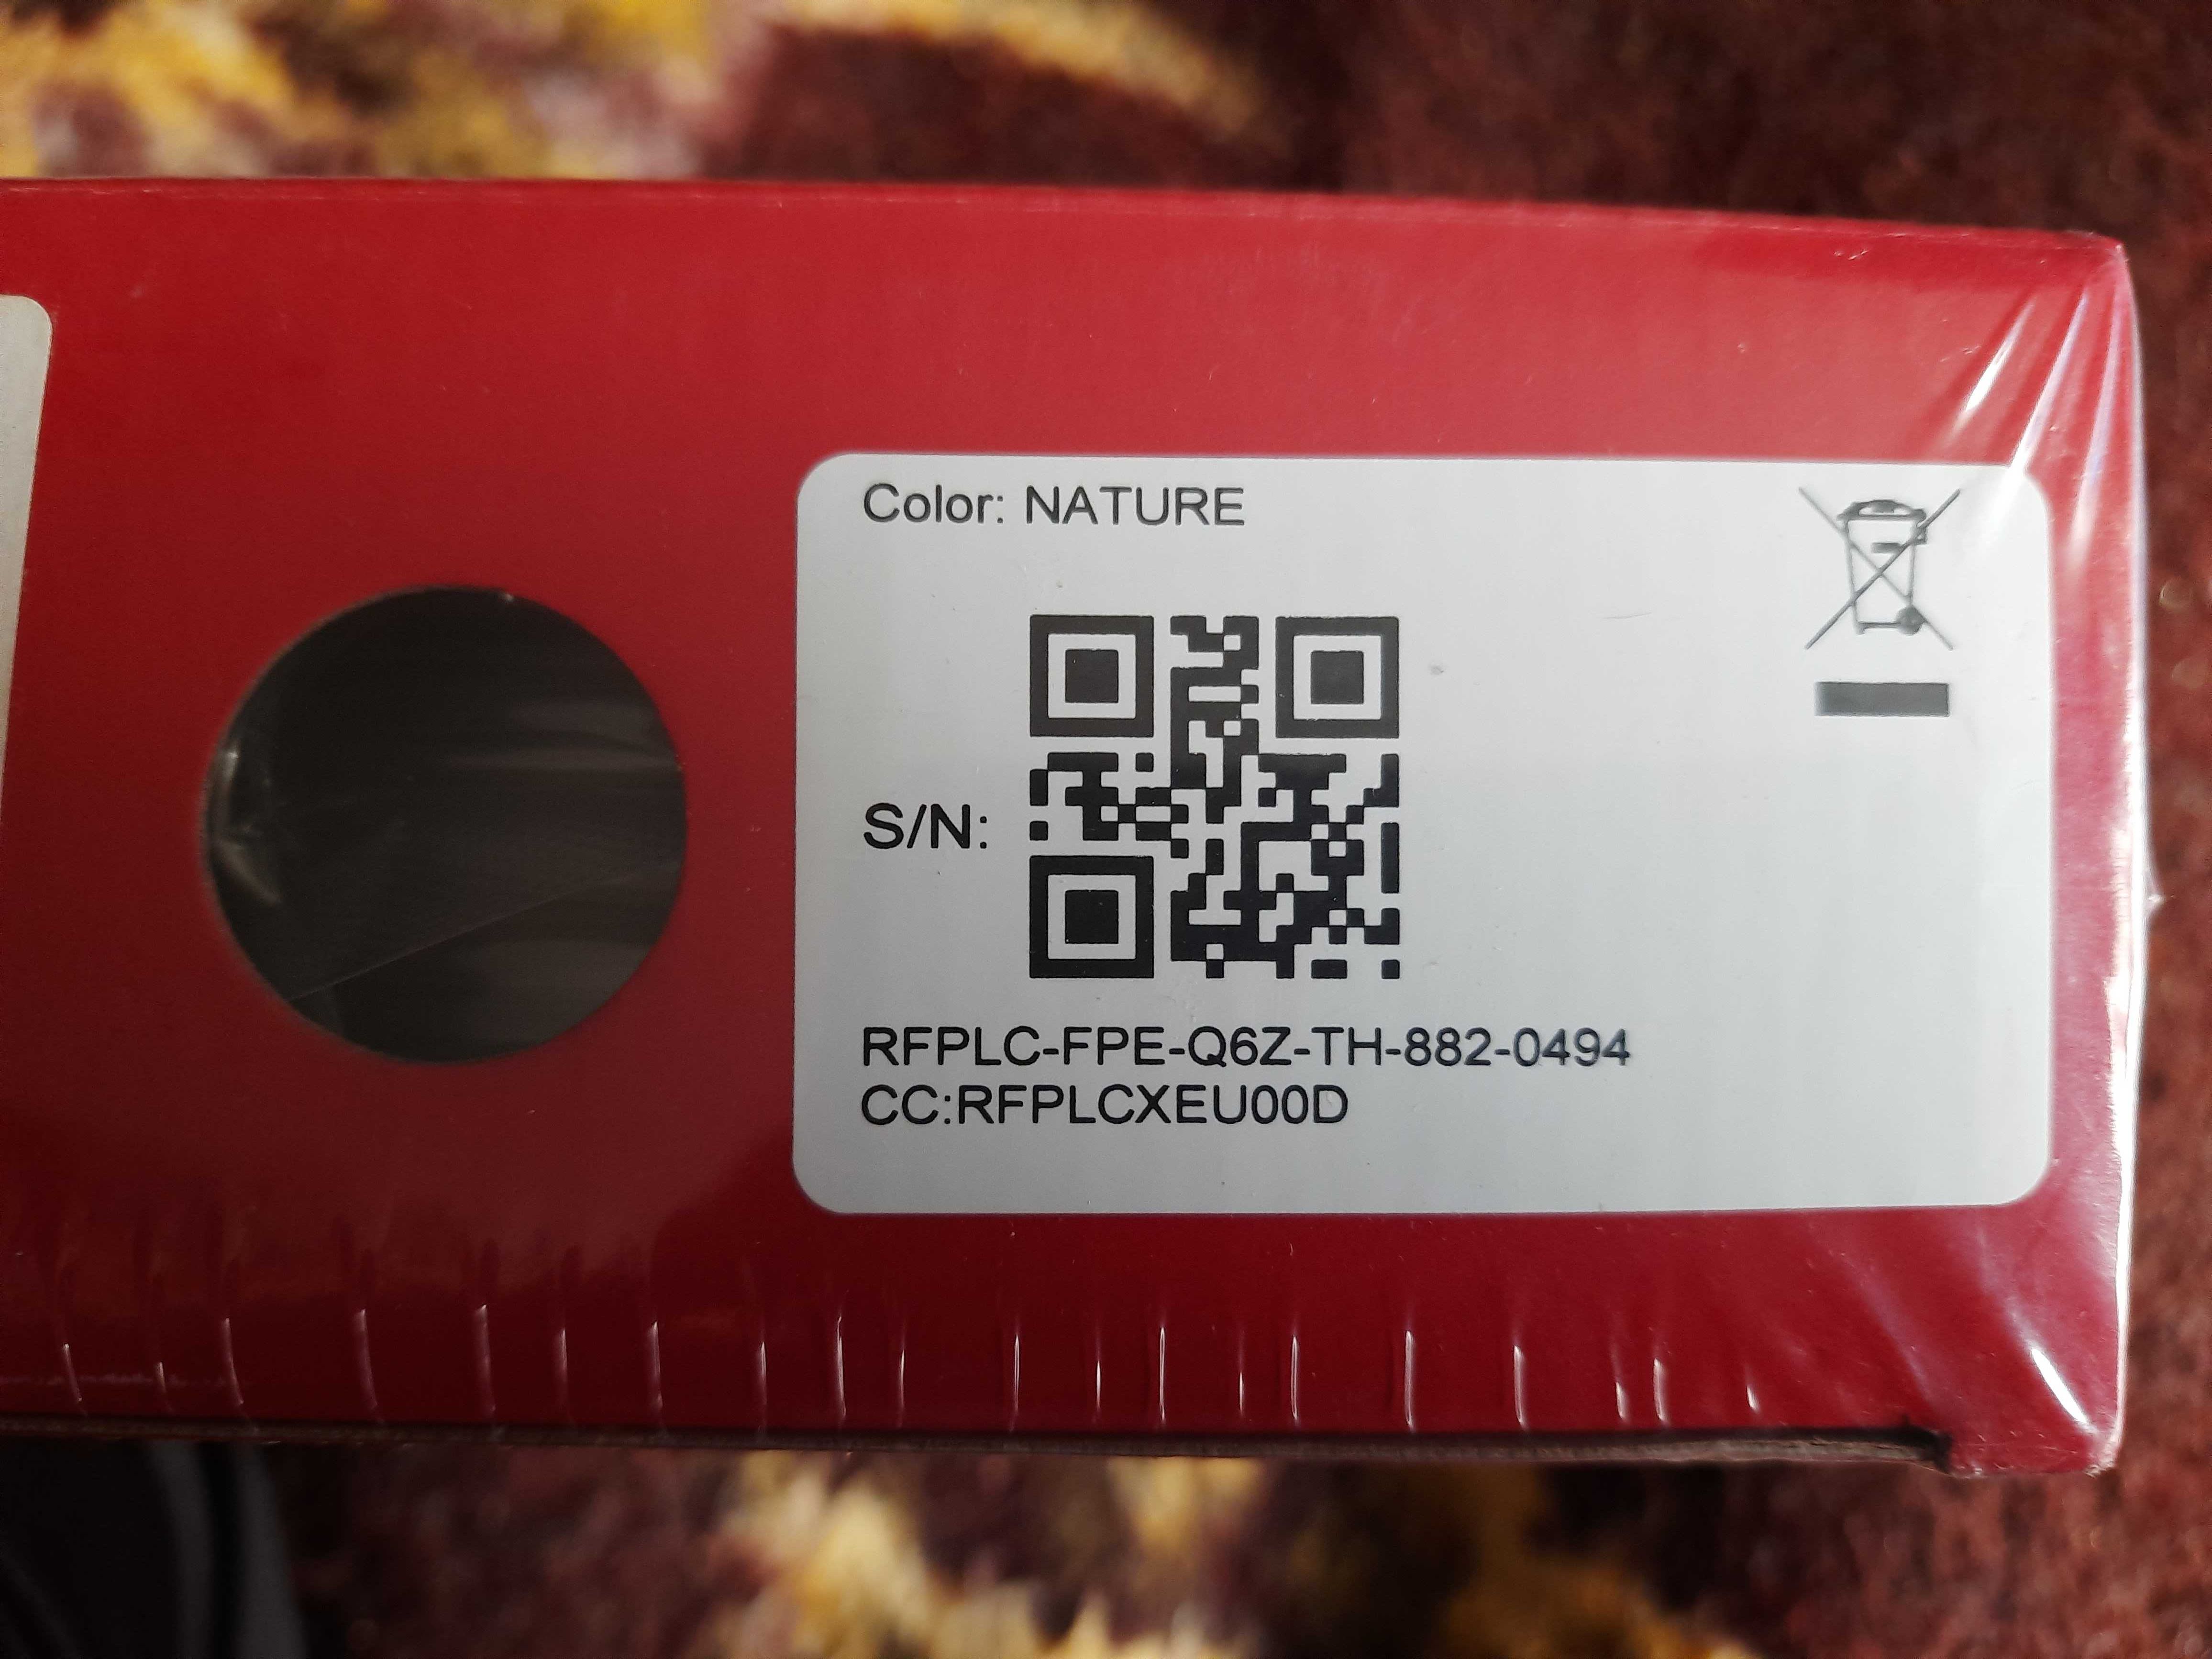 Color: NATURE
S/N:
RFPLC-FPE-Q6Z-TH-882-0494
CC:RFPLCXEU00D